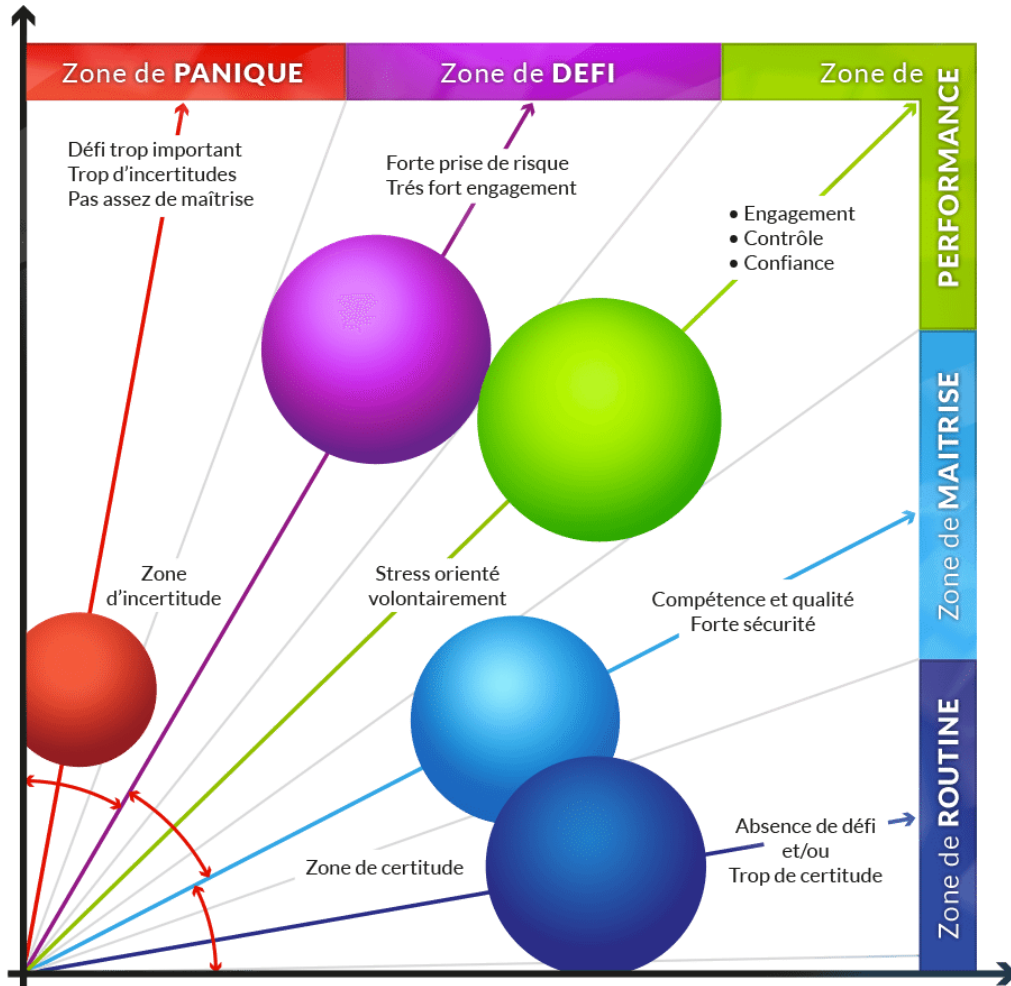 Zone de PANIQUE
Zone de DEFI
Zone de PERFORMANCE
Défi trop important
Trop d'incertitudes
Pas assez de maîtrise
Forte prise de risque
Trés fort engagement
• Engagement
• Contrôle
• Confiance
Zone de MAITRISE
Zone
d'incertitude
Stress orienté
volontairement
Compétence et qualité
Forte sécurité
Zone de ROUTINE
Absence de défi
et/ou
Trop de certitude
Zone de certitude